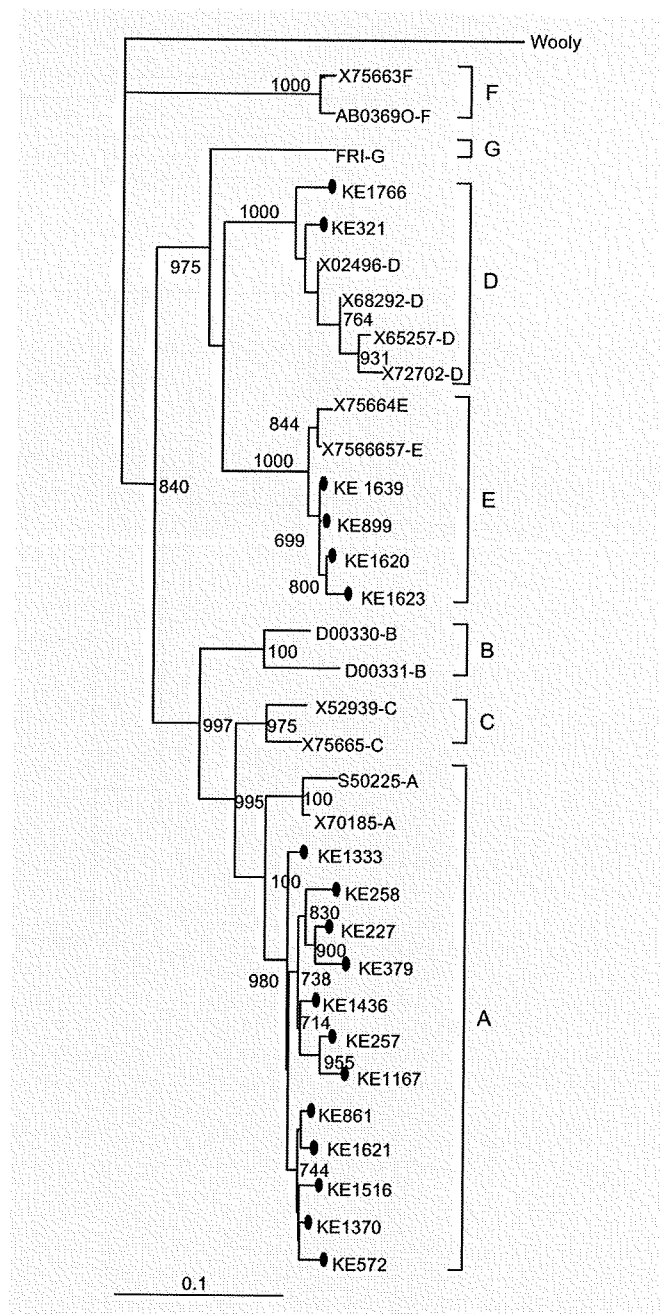 Wooly
X75663F
1000
F
AB0369O-F
FRI-G
G
KE1766
1000
KE321
975
X02496-D
D
X68292-D
764
X65257-D
931
X72702-D
X75664E
844
X7566657-E
1000
KE 1639
840
E
KE899
699
KE1620
800
KE1623
D00330-B
100
B
D00331-B
X52939-C
997
975
C
X75665-C
S50225-A
995
100
X70185-A
KE1333
100
KE258
830
KE227
900
KE379
980
738
KE1436
714
A
KE257
955
KE1167
KE861
KE1621
744
KE1516
KE1370
KE572
0.1